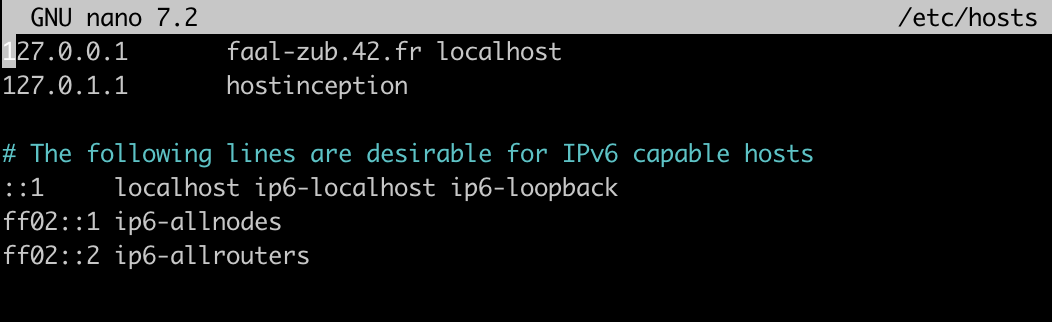 GNU nano 7.2 /etc/hosts
127.0.0.1 faal-zub.42.fr localhost
127.0.1.1 hostinception
# The following lines are desirable for IPv6 capable hosts
::1 localhost ip6-localhost ip6-loopback
ff02::1 ip6-allnodes
ff02::2 ip6-allrouters